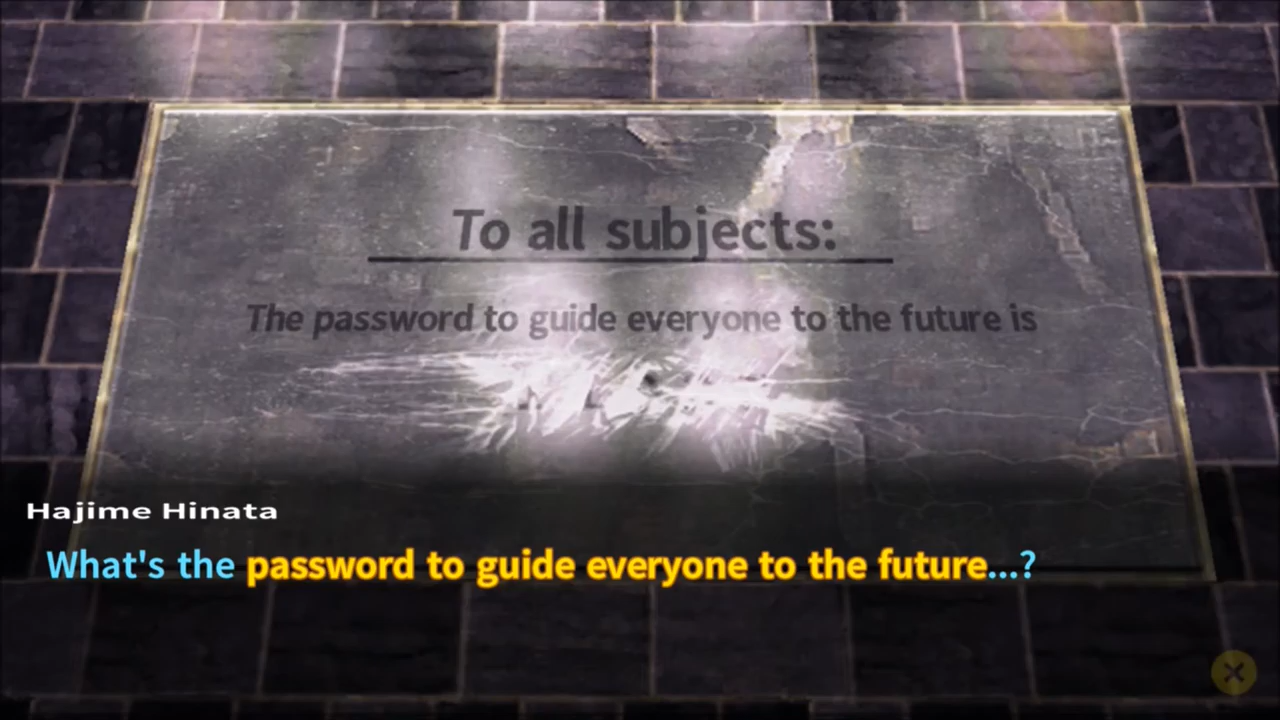 To all subjects:
The password to guide everyone to the future is
Hajime Hinata
What's the password to guide everyone to the future...?